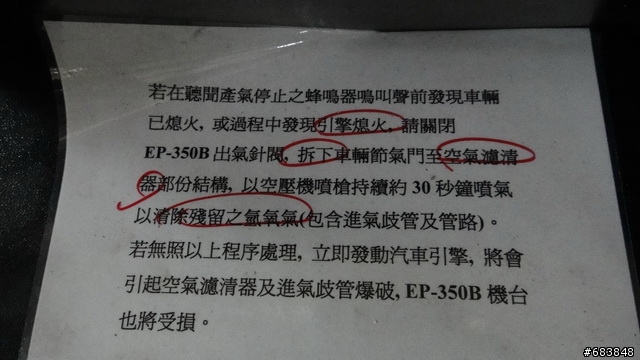 若在聽聞產氣停止之蜂鳴器鳴叫聲前發現車輛
已熄火, 或過程中發現引擎熄火, 請關閉
EP-350B 出氣針閥, 拆下車輛節氣門至空氣濾清
器部份結構, 以空壓機噴槍持續約 30 秒鐘噴氣
以清除殘留之氫氧氣(包含進氣歧管及管路)。
若無照以上程序處理, 立即發動汽車引擎, 將會
引起空氣濾清器及進氣歧管爆破, EP-350B 機台
也將受損。
#683848